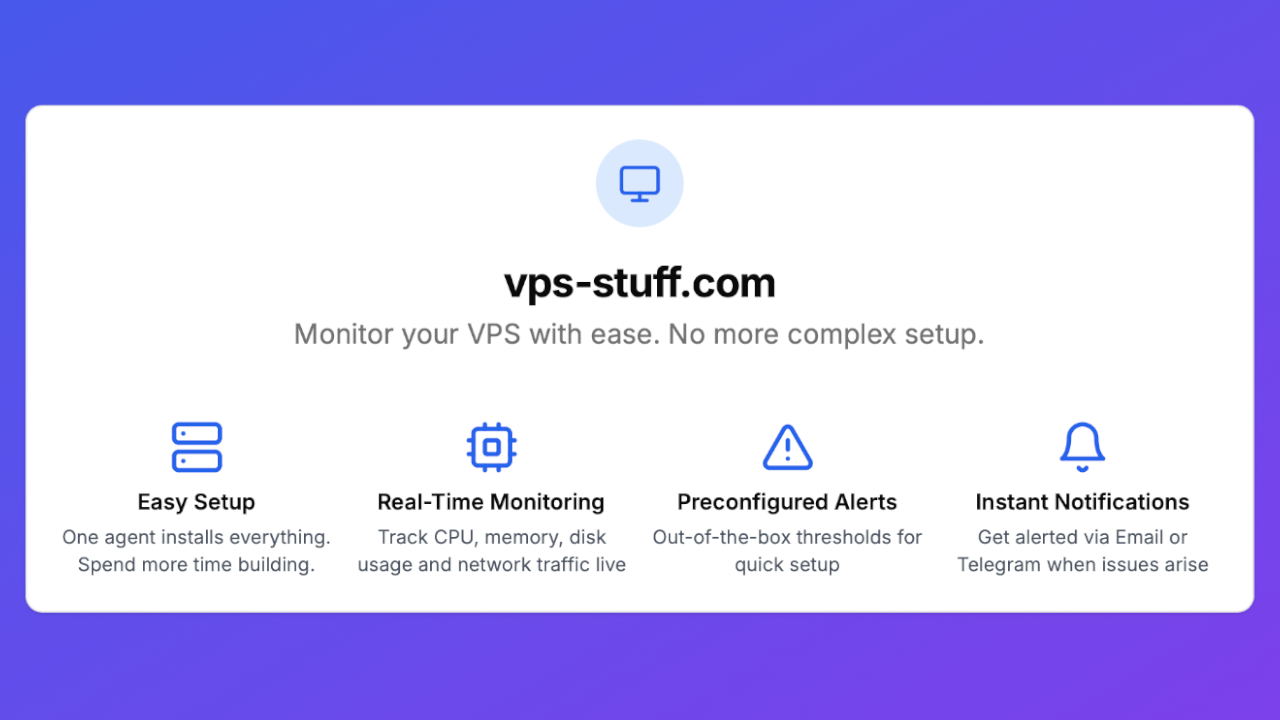 vps-stuff.com
Monitor your VPS with ease. No more complex setup.
Easy Setup
One agent installs everything.
Spend more time building.
Real-Time Monitoring
Track CPU, memory, disk
usage and network traffic live
Preconfigured Alerts
Out-of-the-box thresholds for
quick setup
Instant Notifications
Get alerted via Email or
Telegram when issues arise